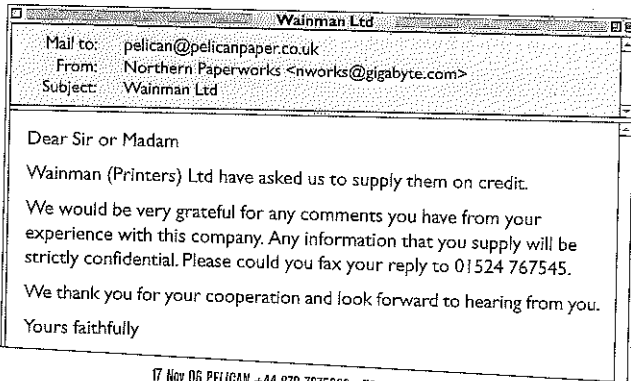 Wainman Ltd
Mail to: pelican@pelicanpaper.co.uk
From: Northern Paperworks <nworks@gigabyte.com>
Subject: Wainman Ltd
Dear Sir or Madam
Wainman (Printers) Ltd have asked us to supply them on credit.
We would be very grateful for any comments you have from your
experience with this company. Any information that you supply will be
strictly confidential. Please could you fax your reply to 01524 767545.
We thank you for your cooperation and look forward to hearing from you.
Yours faithfully
17 Nov 06 PELICAN +44 870